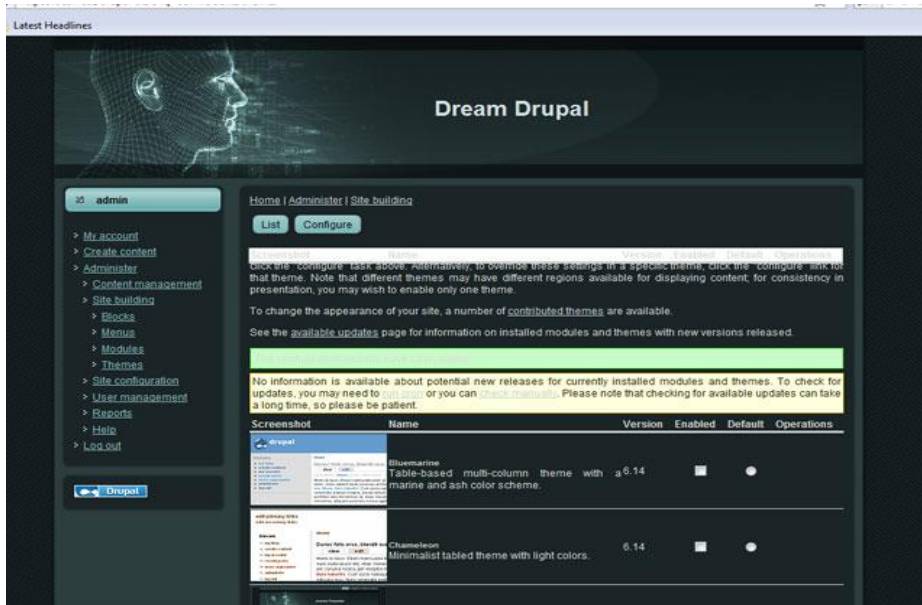 Latest Headlines
Dream Drupal
admin
My account
Create content
Administer
Content management
Site building
Blocks
Menus
Modules
Themes
Site configuration
User management
Reports
Help
Log out
Drupal
Home | Administer | Site building
List Configure
Screenshot Name Version Enabled Default Operations
click the "configure" task above. Alternatively, to override these settings in a specific theme, click the "configure" link for
that theme. Note that different themes may have different regions available for displaying content; for consistency in
presentation, you may wish to enable only one theme.
To change the appearance of your site, a number of contributed themes are available.
See the available updates page for information on installed modules and themes with new versions released.
No information is available about potential new releases for currently installed modules and themes. To check for
updates, you may need to run cron or you can check manually. Please note that checking for available updates can take
a long time, so please be patient.
Screenshot Name Version Enabled Default Operations
drupal
Bluemarine
Table-based multi-column theme with a 6.14
marine and ash color scheme.
edit primary links
edit secondary links
Chameleon
Minimalist tabled theme with light colors. 6.14